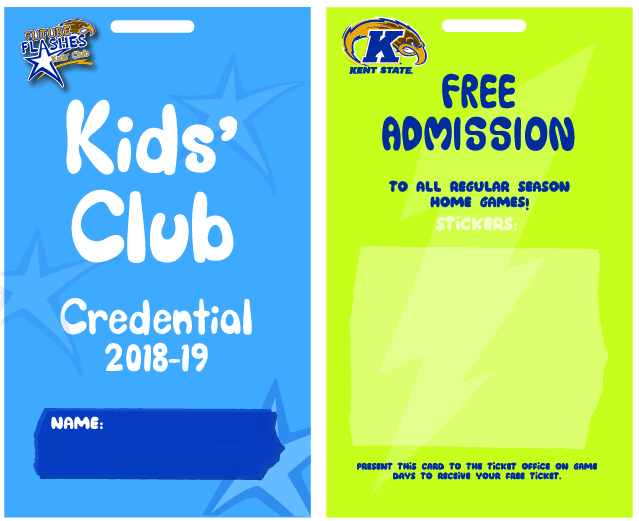 FUTURE
FLASHES
Kids' Club
Kids'
Club
Credential
2018-19
NAME:
K
KENT STATE.
FREE
ADMISSION
TO ALL REGULAR SEASON
HOME GAMES!
STICKERS:
PRESENT THIS CARD TO THE TICKET OFFICE ON GAME
DAYS TO RECEIVE YOUR FREE TICKET.